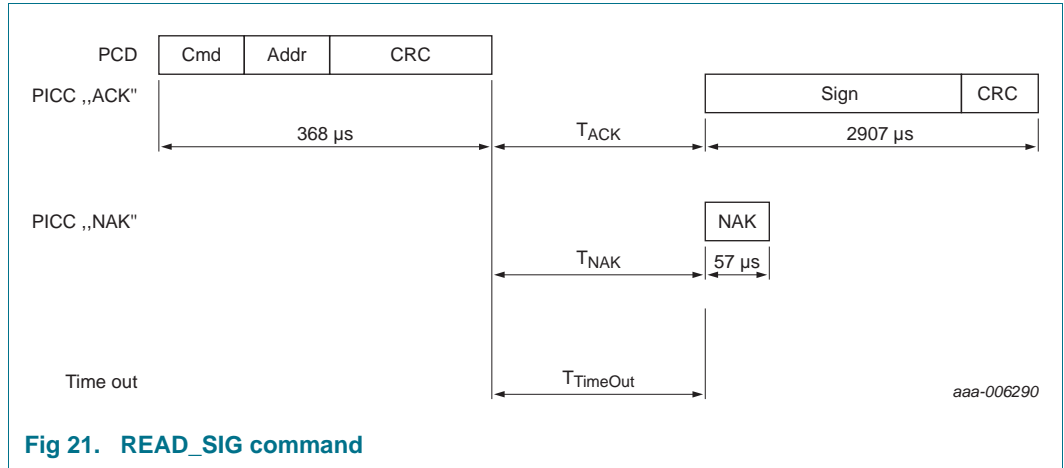 PCD Cmd Addr CRC
PICC ,,ACK" Sign CRC
368 µs TACK 2907 µs
PICC ,,NAK" NAK
TNAK 57 µs
Time out TTimeOut aaa-006290
Fig 21. READ_SIG command